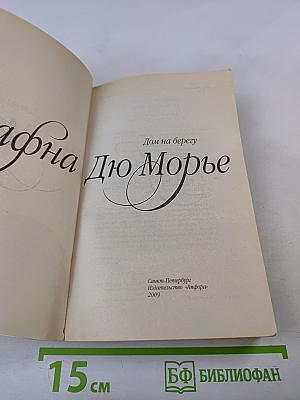 Дом на берегу
афна Дю Морье
Санкт-Петербург
Издательство «Амфора»
2009
15 см
БФ БИБЛИОФАН